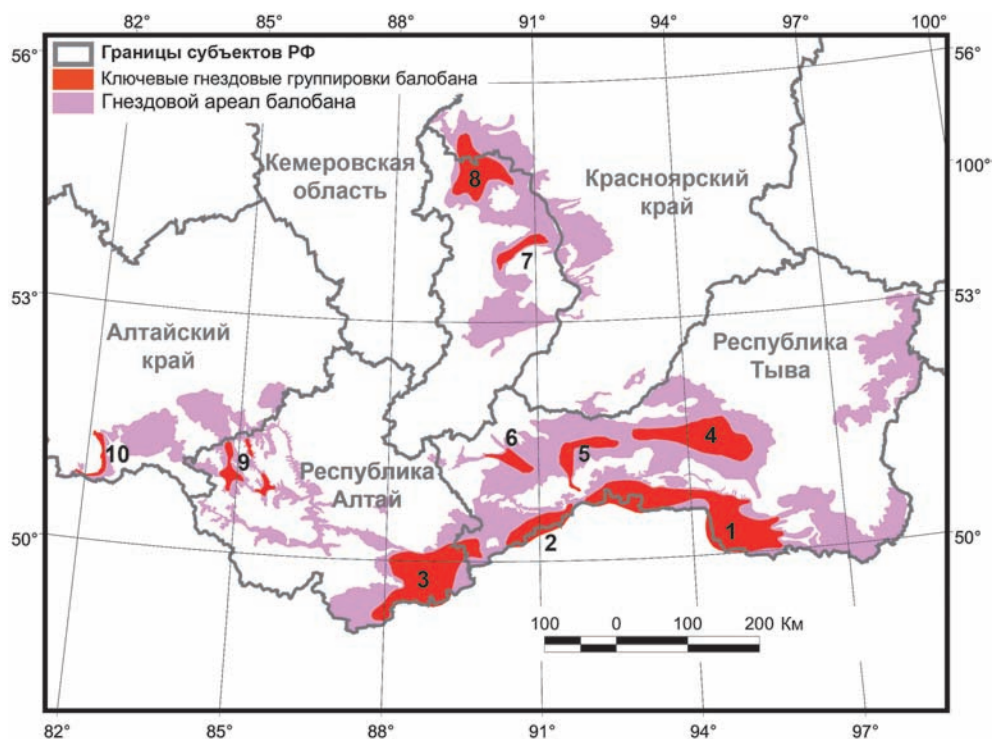 82° 85° 88° 91° 94° 97° 100°
56° 56°
Границы субъектов РФ
Ключевые гнездовые группировки балобана
Гнездовой ареал балобана
Кемеровская
область
Красноярский
край
100°
8
7
53° 53°
Алтайский
край
Республика
Тыва
6
5
4
10
9
Республика
Алтай
50° 50°
1
2
3
100 0 100 200 Км
82° 85° 88° 91° 94° 97°